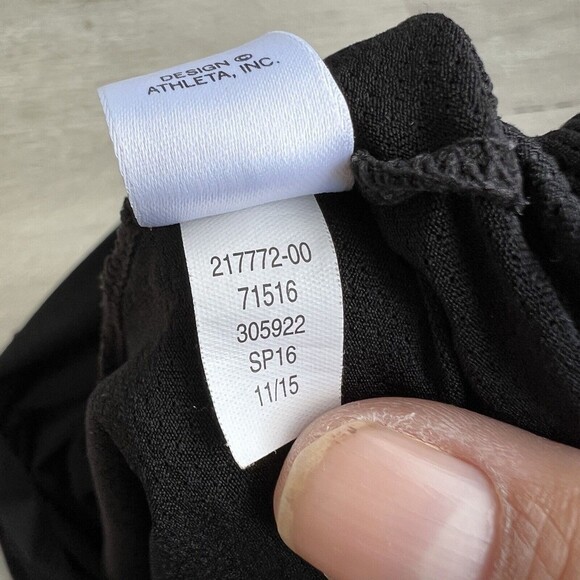 DESIGN ©
ATHLETA, INC.
217772-00
71516
305922
SP16
11/15